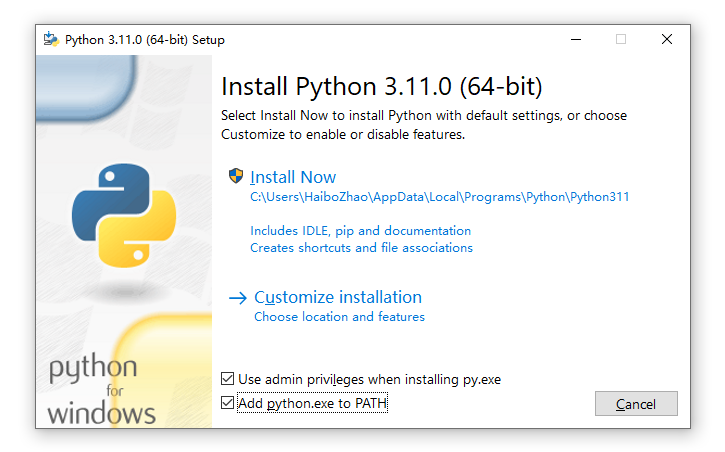 Python 3.11.0 (64-bit) Setup
Install Python 3.11.0 (64-bit)
Select Install Now to install Python with default settings, or choose
Customize to enable or disable features.
Install Now
C:\Users\HaiboZhao\AppData\Local\Programs\Python\Python311
Includes IDLE, pip and documentation
Creates shortcuts and file associations
Customize installation
Choose location and features
python
for
windows
Use admin privileges when installing py.exe
Add python.exe to PATH
Cancel